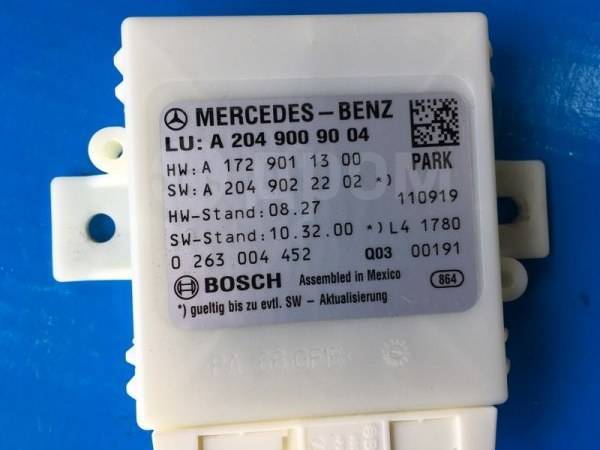 MERCEDES-BENZ
LU: A 204 900 90 04
HW: A 172 901 13 00 PARK
SW: A 204 902 22 02 *)
HW-Stand: 08.27 110919
SW-Stand: 10.32.00 *) L4 1780
0 263 004 452 Q03 00191
BOSCH Assembled in Mexico 864
*) gueltig bis zu evtl. SW - Aktualisierung